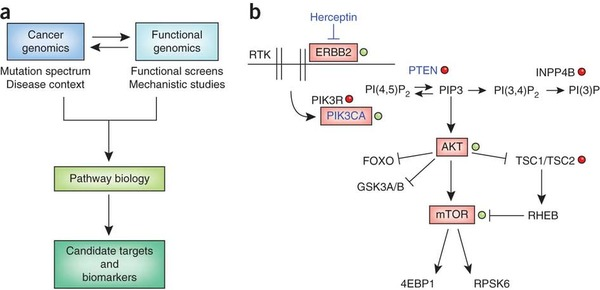 a
Cancer
genomics
Functional
genomics
Mutation spectrum
Disease context
Functional screens
Mechanistic studies
Pathway biology
Candidate targets
and
biomarkers
b
Herceptin
RTK
ERBB2
PTEN
INPP4B
PIK3R
PI(4,5)P2
PIP3
PI(3,4)P2
PI(3)P
PIK3CA
AKT
FOXO
TSC1/TSC2
GSK3A/B
mTOR
RHEB
4EBP1
RPSK6